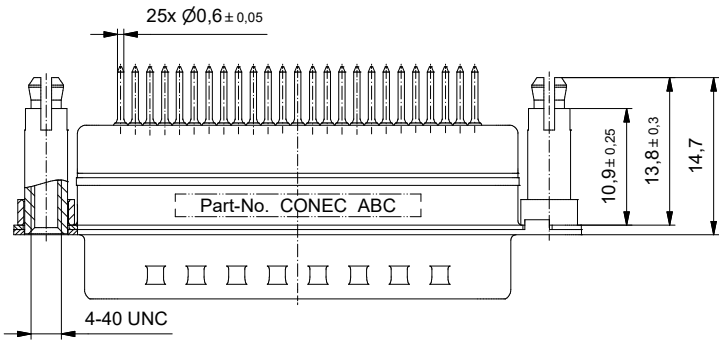 25x Ø0,6 ± 0,05
10,9 ± 0,25
13,8 ± 0,3
14,7
Part-No. CONEC ABC
4-40 UNC